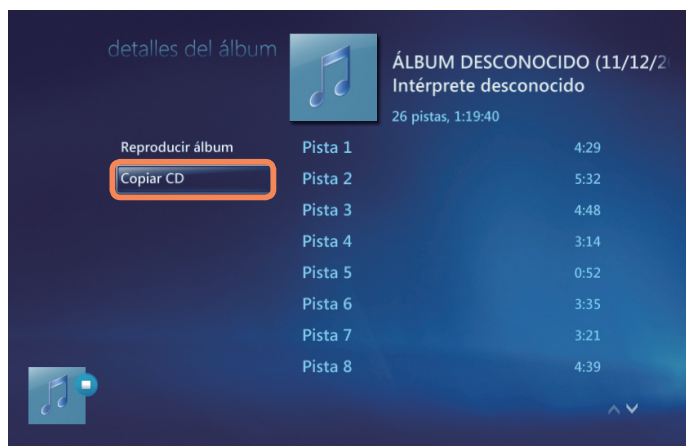 detalles del álbum
ÁLBUM DESCONOCIDO (11/12/2
Intérprete desconocido
26 pistas, 1:19:40
Reproducir álbum
Copiar CD
Pista 1 4:29
Pista 2 5:32
Pista 3 4:48
Pista 4 3:14
Pista 5 0:52
Pista 6 3:35
Pista 7 3:21
Pista 8 4:39